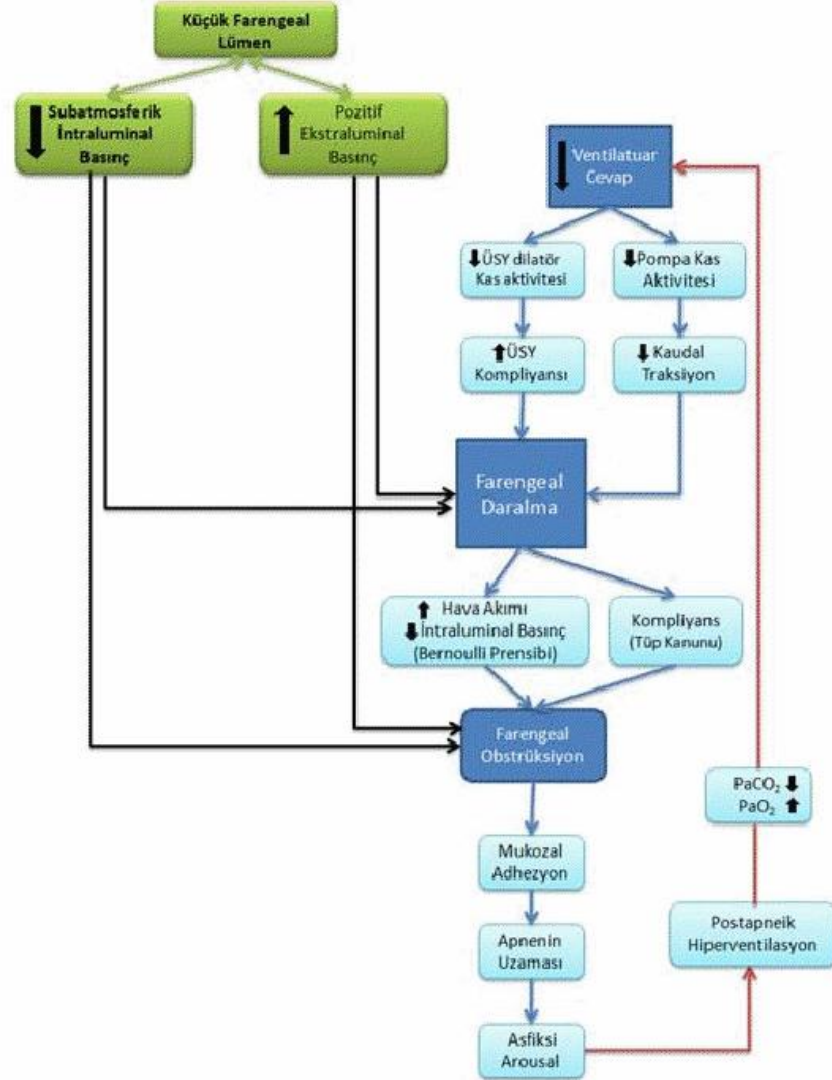 Küçük Farengeal
Lümen
Subatmosferik
İntraluminal
Basınç
Pozitif
Ekstraluminal
Basınç
Ventilatuar
Cevap
ÜSY dilatör
Kas aktivitesi
Pompa Kas
Aktivitesi
ÜSY
Kompliyansı
Kaudal
Traksiyon
Farengeal
Daralma
Hava Akımı
İntraluminal Basınç
(Bernoulli Prensibi)
Kompliyans
(Tüp Kanunu)
Farengeal
Obstrüksiyon
PaCO₂
PaO₂
Mukozal
Adhezyon
Postapneik
Hiperventilasyon
Apnenin
Uzaması
Asfiksi
Arousal